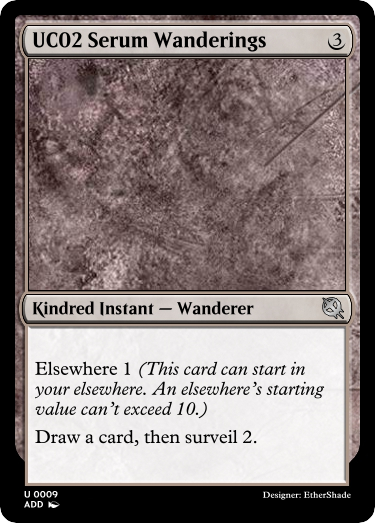 UC02 Serum Wanderings 3
Kindred Instant — Wanderer
Elsewhere 1 (This card can start in
your elsewhere. An elsewhere's starting
value can't exceed 10.)
Draw a card, then surveil 2.
U 0009
ADD
Designer: EtherShade